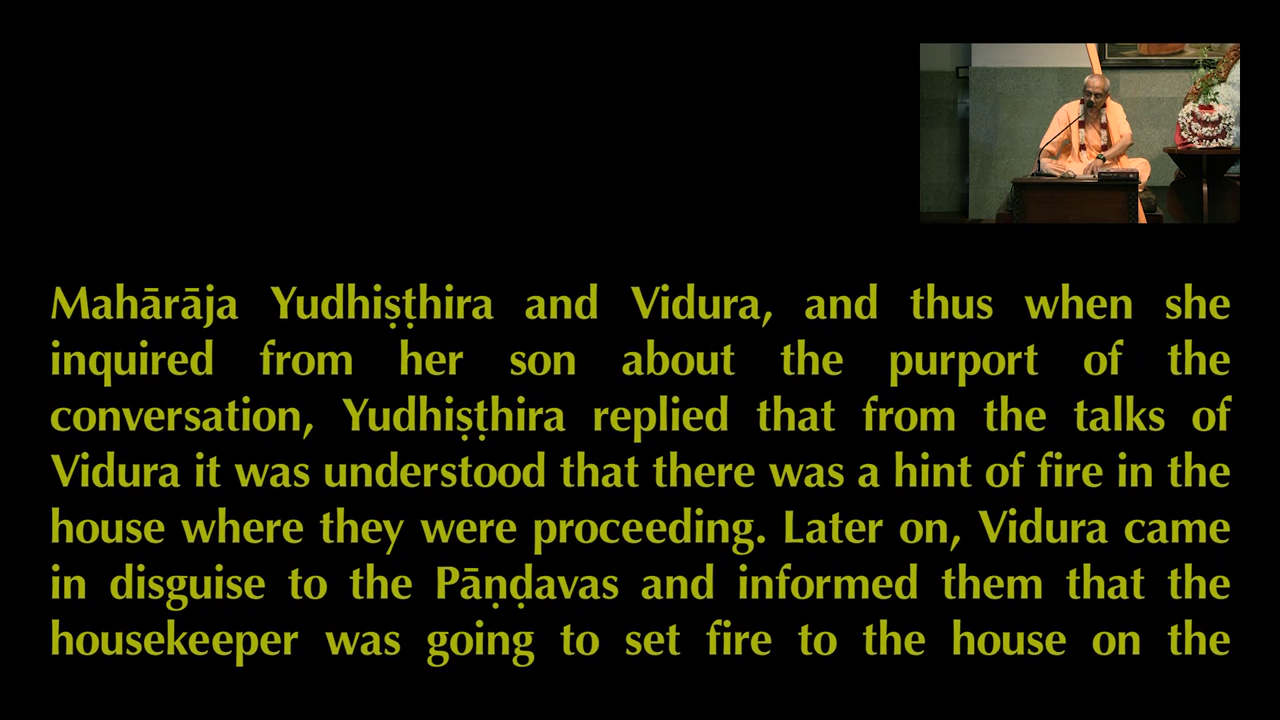 Mahārāja Yudhiṣṭhira and Vidura, and thus when she
inquired from her son about the purport of the
conversation, Yudhiṣṭhira replied that from the talks of
Vidura it was understood that there was a hint of fire in the
house where they were proceeding. Later on, Vidura came
in disguise to the Pāṇḍavas and informed them that the
housekeeper was going to set fire to the house on the